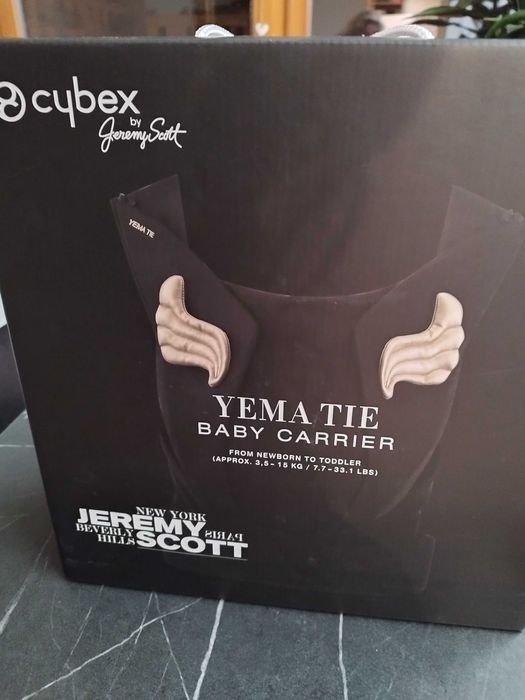 cybex
by
Jeremy Scott
YEMA TIE
YEMA TIE
BABY CARRIER
FROM NEWBORN TO TODDLER
(APPROX. 3,5 - 15 KG / 7.7 - 33.1 LBS)
NEW YORK
JEREMY
BEVERLY PARIS
HILLS SCOTT